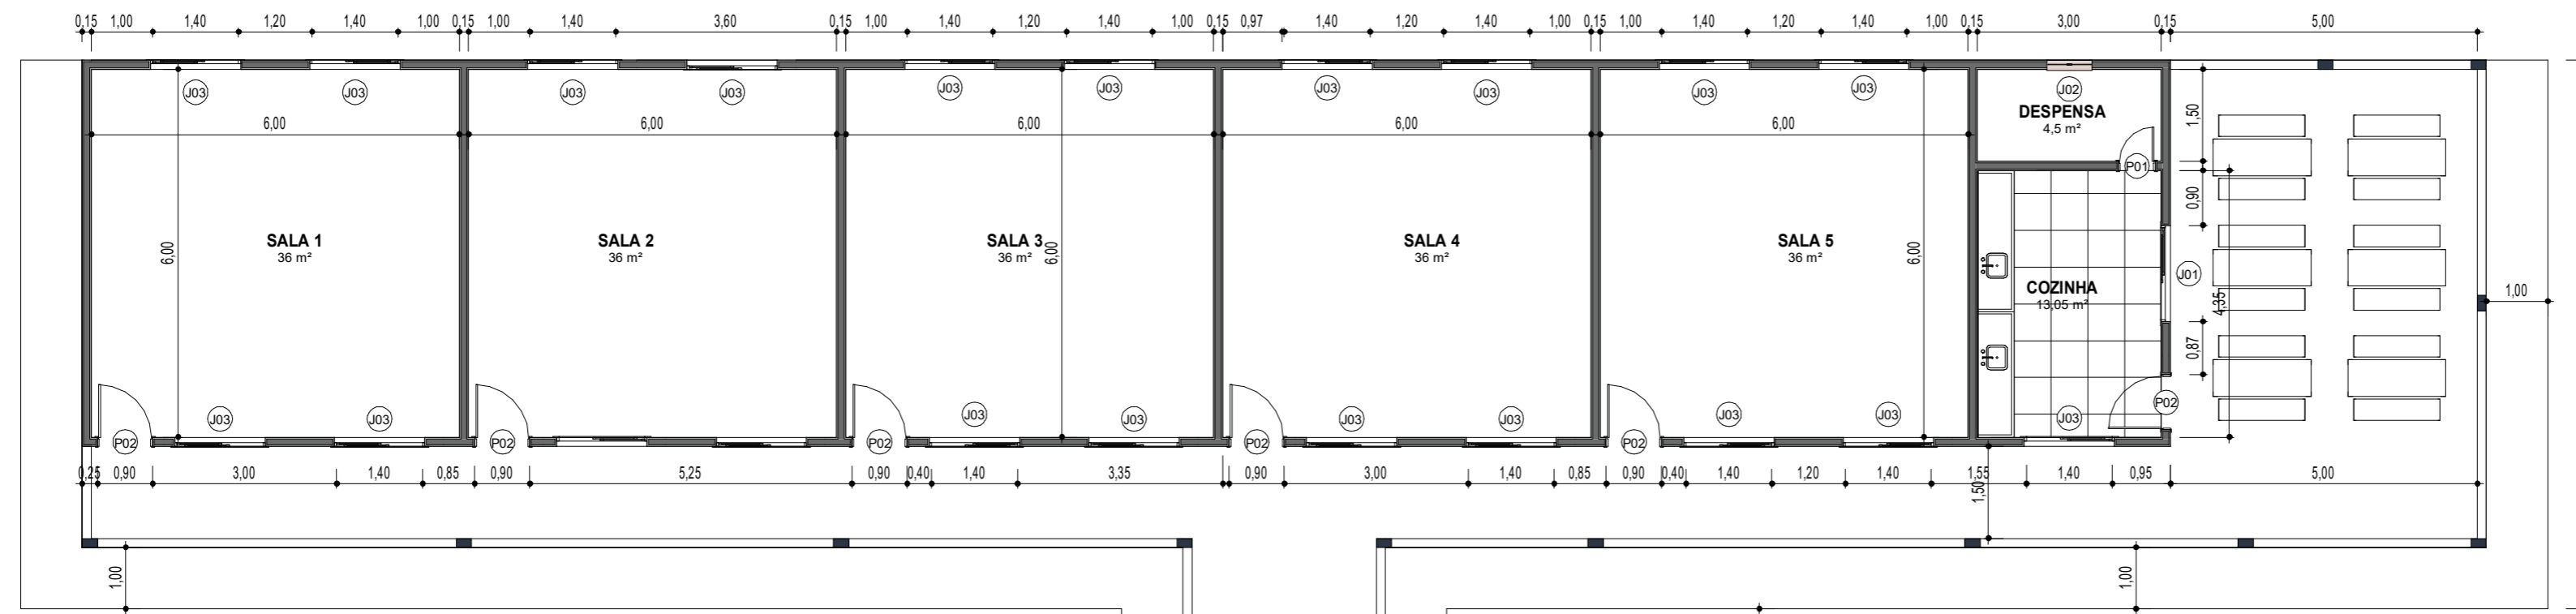 0,15 1,00 1,40 1,20 1,40 1,00 0,15 1,00 1,40 3,60 0,15 1,00 1,40 1,20 1,40 1,00 0,15 0,97 1,40 1,20 1,40 1,00 0,15 1,00 1,40 1,20 1,40 1,00 0,15 3,00 0,15 5,00
J03 J03 J03 J03 J03 J03 J03 J03 J03 J03 J02
DESPENSA
4,5 m²
1,50
6,00 6,00 6,00 6,00 6,00
P01
0,90
SALA 1 SALA 2 SALA 3 SALA 4 SALA 5
36 m² 36 m² 36 m² 36 m² 36 m²
6,00 6,00 6,00
J01
COZINHA
13,05 m²
4,35
1,00
0,87
P02
J03 J03 J03 J03 J03 J03 J03 J03 J03
P02 P02 P02 P02 P02
0,25 0,90 3,00 1,40 0,85 0,90 5,25 0,90 0,40 1,40 3,35 0,90 3,00 1,40 0,85 0,90 0,40 1,40 1,20 1,40 1,55 1,40 0,95 5,00
1,50
1,00 1,00